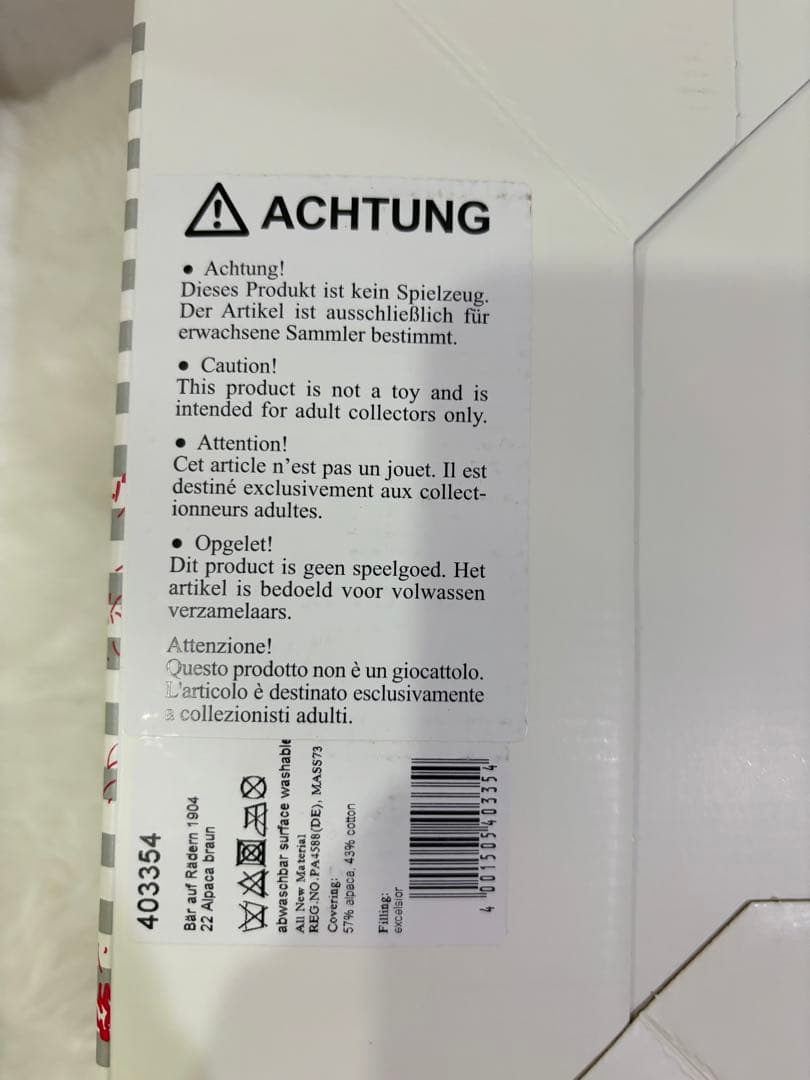 ACHTUNG
• Achtung!
Dieses Produkt ist kein Spielzeug.
Der Artikel ist ausschließlich für
erwachsene Sammler bestimmt.
• Caution!
This product is not a toy and is
intended for adult collectors only.
• Attention!
Cet article n'est pas un jouet. Il est
destiné exclusivement aux collect-
ionneurs adultes.
• Opgelet!
Dit product is geen speelgoed. Het
artikel is bedoeld voor volwassen
verzamelaars.
Attenzione!
Questo prodotto non è un giocattolo.
L'articolo è destinato esclusivamente
a collezionisti adulti.
403354
Bär auf Rädern 1904
22 Alpaca braun
abwaschbar surface washable
All New Material
REG.NO.PA4588(DE), MASS73
Covering:
57% alpaca, 43% cotton
Filling:
excelsior
4 001505 403354